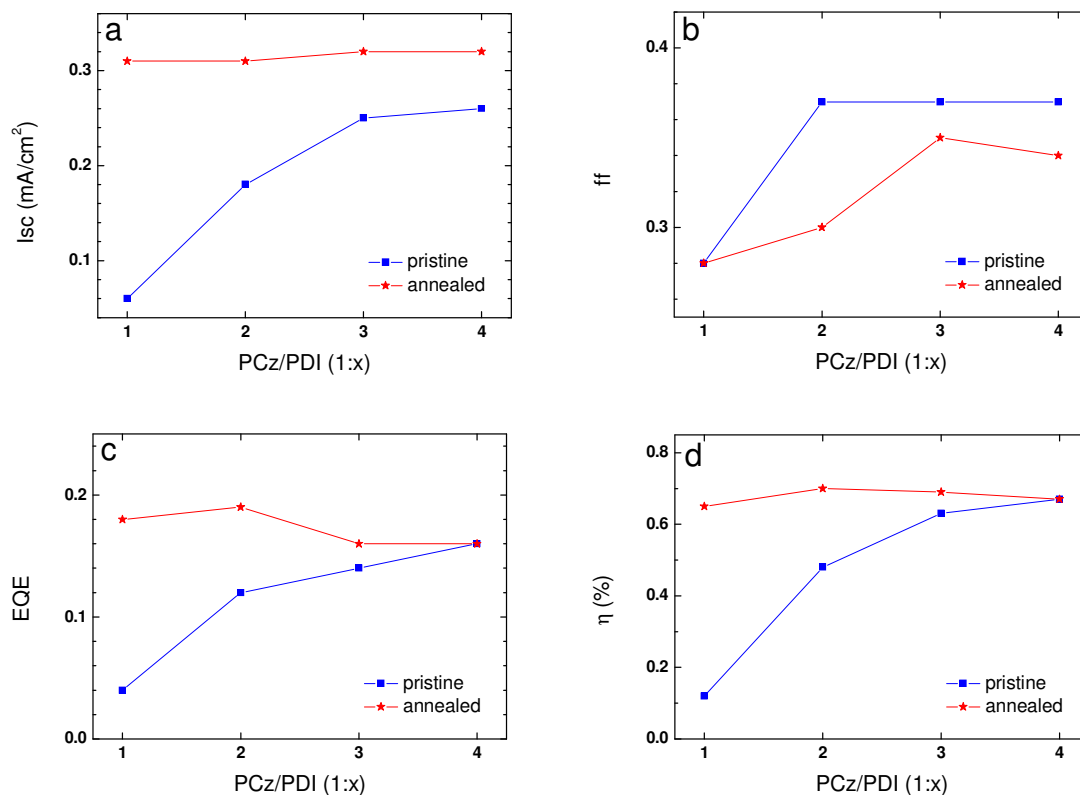 a
0.3
0.2
0.1
Isc (mA/cm²)
pristine
annealed
1 2 3 4
PCz/PDI (1:x)
b
0.4
0.3
ff
pristine
annealed
1 2 3 4
PCz/PDI (1:x)
c
0.2
0.1
0.0
EQE
pristine
annealed
1 2 3 4
PCz/PDI (1:x)
d
0.8
0.6
0.4
0.2
0.0
η (%)
pristine
annealed
1 2 3 4
PCz/PDI (1:x)